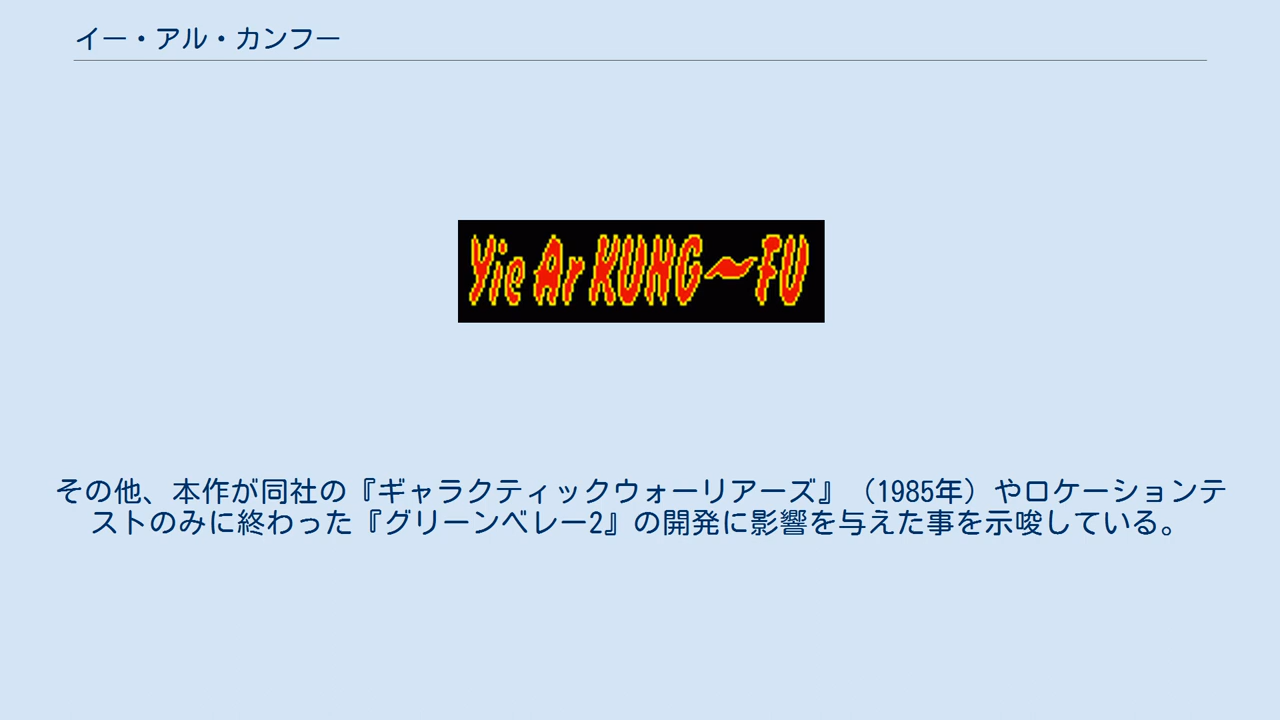 イー・アル・カンフー
Yie Ar KUNG～FU
その他、本作が同社の『ギャラクティックウォーリアーズ』（1985年）やロケーションテ
ストのみに終わった『グリーンベレー2』の開発に影響を与えた事を示唆している。